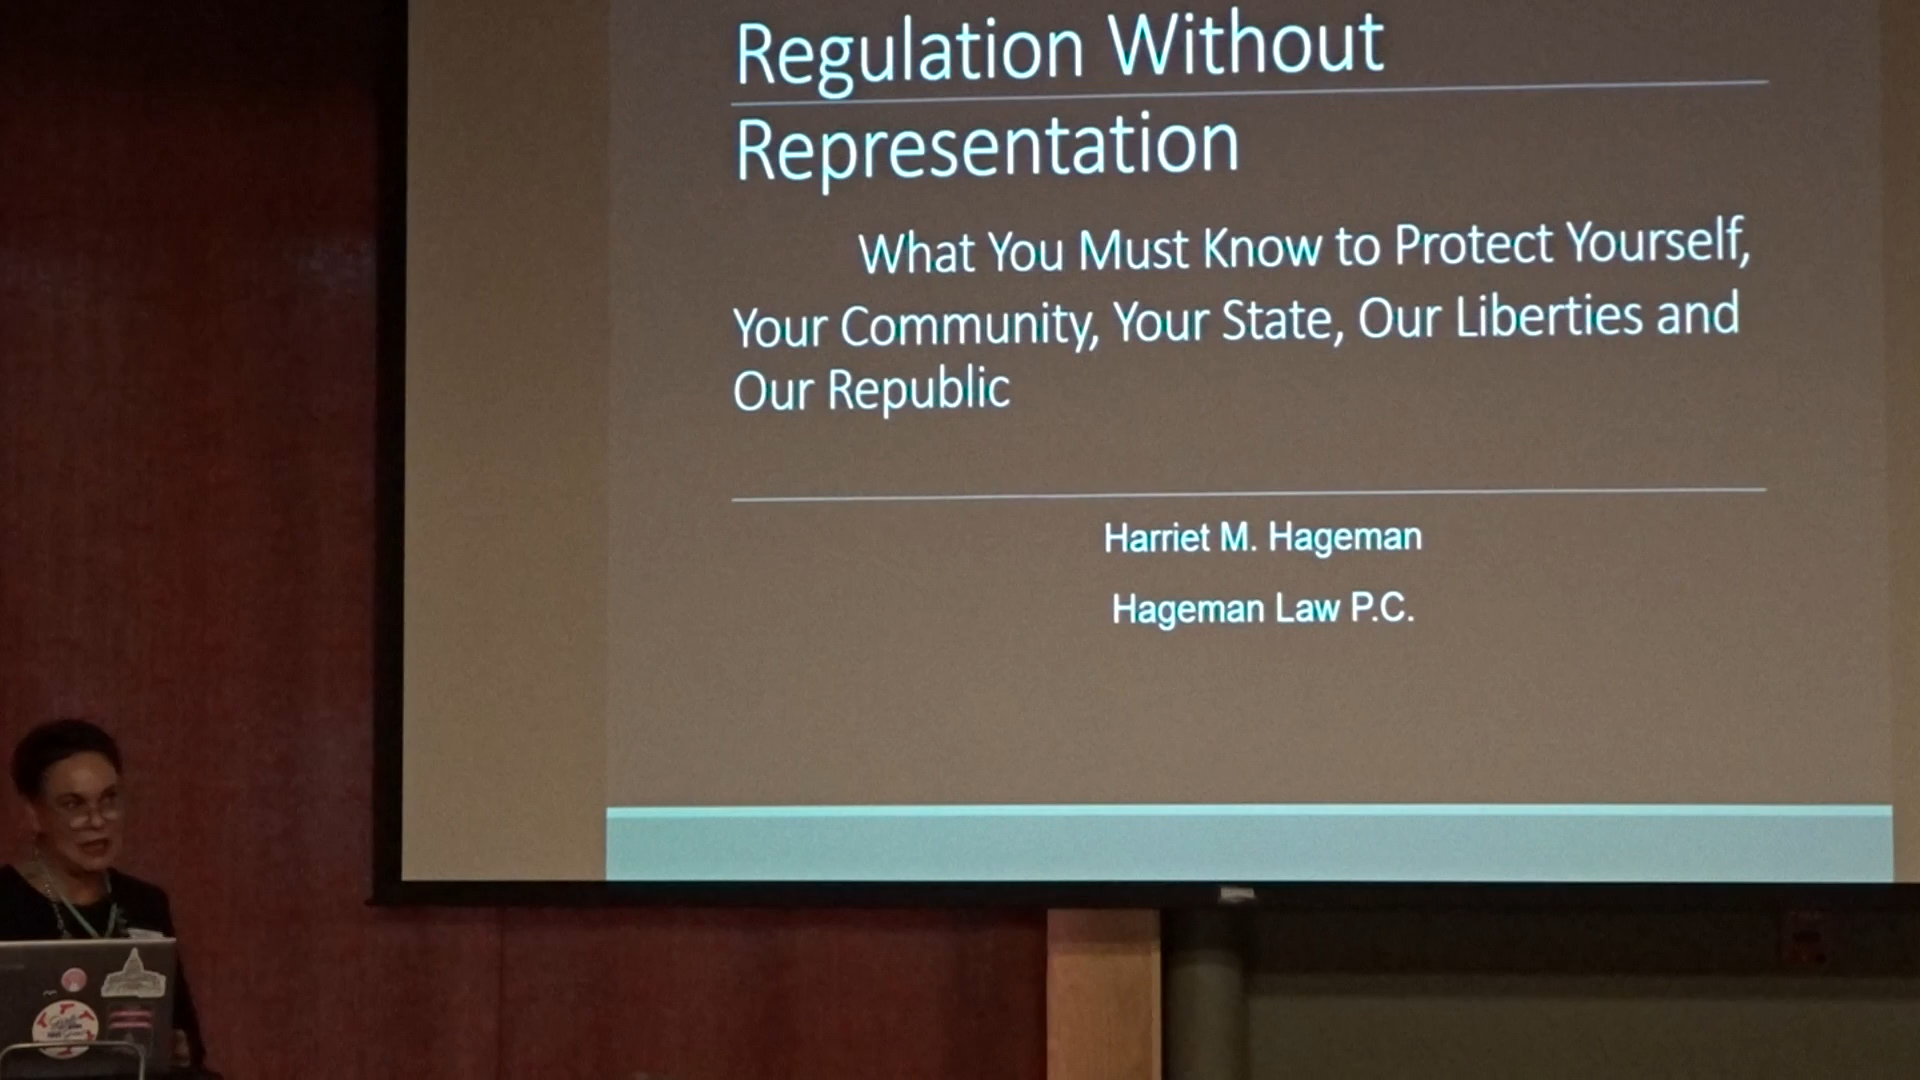 Regulation Without
Representation
What You Must Know to Protect Yourself,
Your Community, Your State, Our Liberties and
Our Republic
Harriet M. Hageman
Hageman Law P.C.